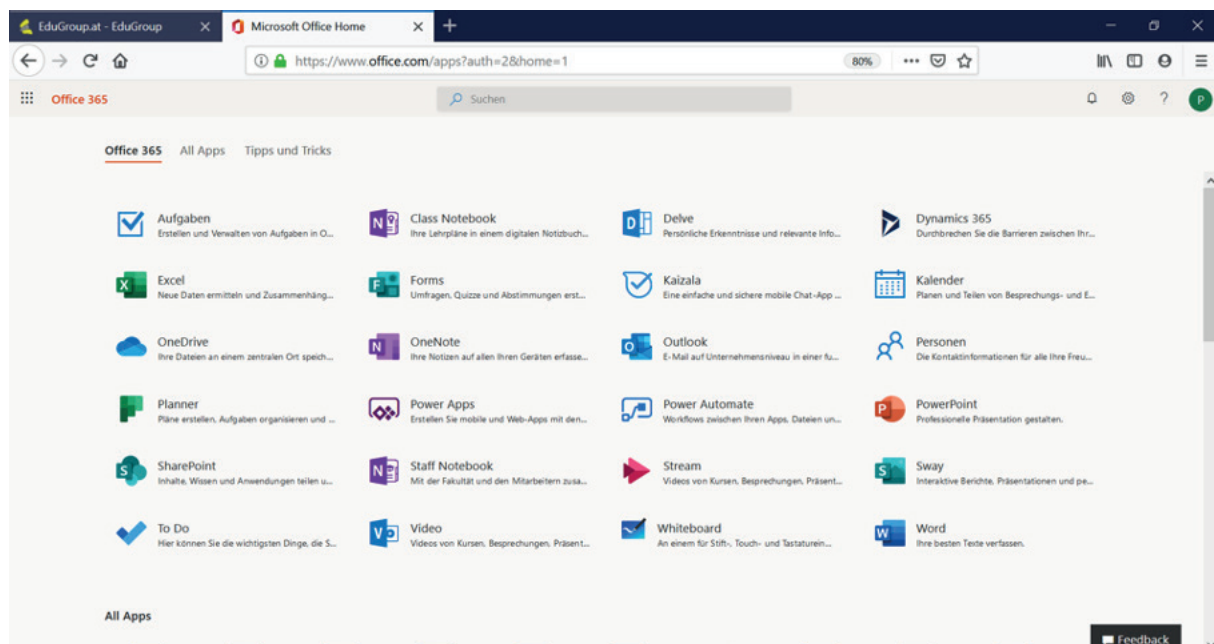 EduGroup.at - EduGroup
Microsoft Office Home
https://www.office.com/apps?auth=2&home=1
80%
Office 365
Suchen
?
P
Office 365 All Apps Tipps und Tricks
Aufgaben
Erstellen und Verwalten von Aufgaben in O...
Class Notebook
Ihre Lehrpläne in einem digitalen Notizbuch...
Delve
Persönliche Erkenntnisse und relevante Info...
Dynamics 365
Durchbrechen Sie die Barrieren zwischen Ihr...
Excel
Neue Daten ermitteln und Zusammenhäng...
Forms
Umfragen, Quizze und Abstimmungen erst...
Kaizala
Eine einfache und sichere mobile Chat-App ...
Kalender
Planen und Teilen von Besprechungs- und E...
OneDrive
Ihre Dateien an einem zentralen Ort speich...
OneNote
Ihre Notizen auf allen Ihren Geräten erfasse...
Outlook
E-Mail auf Unternehmensniveau in einer fu...
Personen
Die Kontaktinformationen für alle Ihre Freu...
Planner
Pläne erstellen, Aufgaben organisieren und ...
Power Apps
Erstellen Sie mobile und Web-Apps mit den...
Power Automate
Workflows zwischen Ihren Apps, Dateien un...
PowerPoint
Professionelle Präsentation gestalten.
SharePoint
Inhalte, Wissen und Anwendungen teilen u...
Staff Notebook
Mit der Fakultät und den Mitarbeitern zusa...
Stream
Videos von Kursen, Besprechungen, Präsent...
Sway
Interaktive Berichte, Präsentationen und pe...
To Do
Hier können Sie die wichtigsten Dinge, die S...
Video
Videos von Kursen, Besprechungen, Präsent...
Whiteboard
An einem für Stift-, Touch- und Tastaturein...
Word
Ihre besten Texte verfassen.
All Apps
Feedback